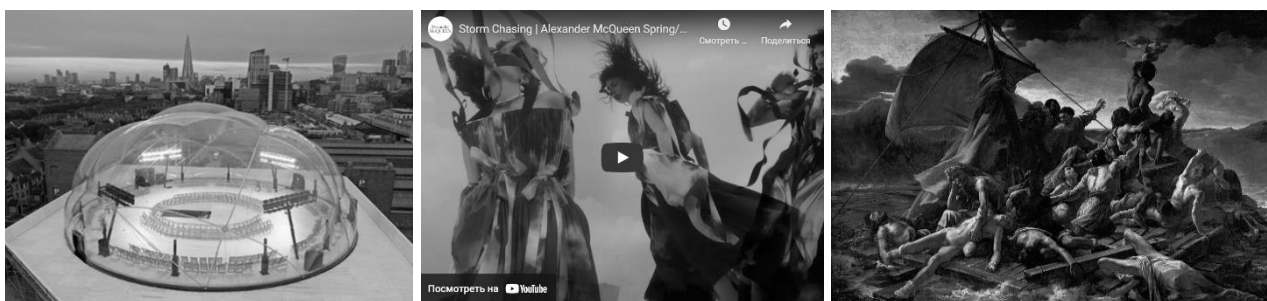 Storm Chasing | Alexander McQueen Spring/...
Смотреть ...
Поделиться
Посмотреть на YouTube